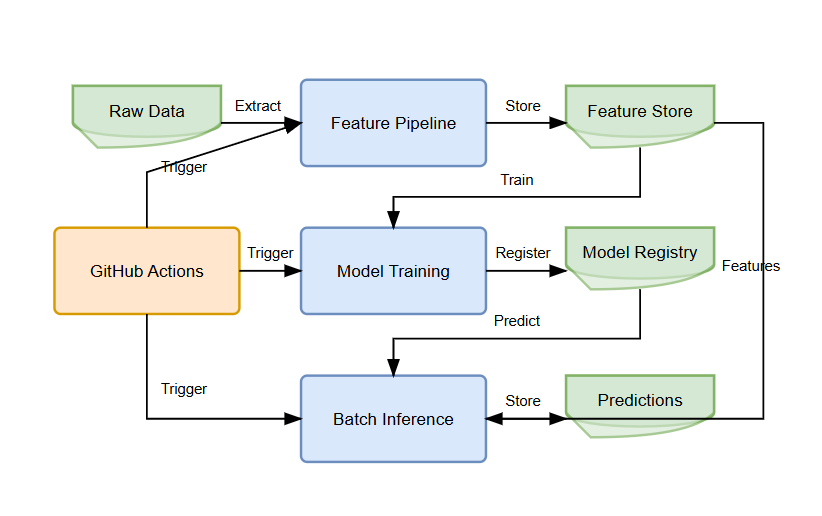 Raw Data
Extract
Feature Pipeline
Store
Feature Store
Trigger
Train
GitHub Actions
Trigger
Model Training
Register
Model Registry
Features
Predict
Trigger
Batch Inference
Store
Predictions